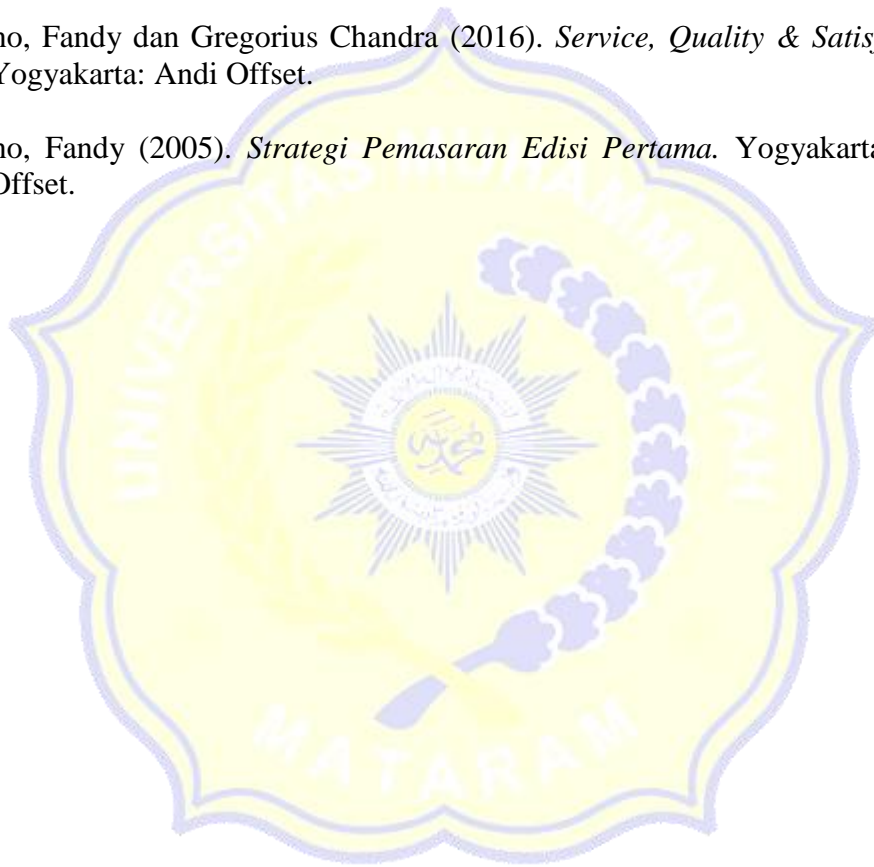 no, Fandy dan Gregorius Chandra (2016). Service, Quality & Satis
Yogyakarta: Andi Offset.
no, Fandy (2005). Strategi Pemasaran Edisi Pertama. Yogyakarta
Offset.
UNIVERSITAS MUHAMMADIYAH
MATARAM